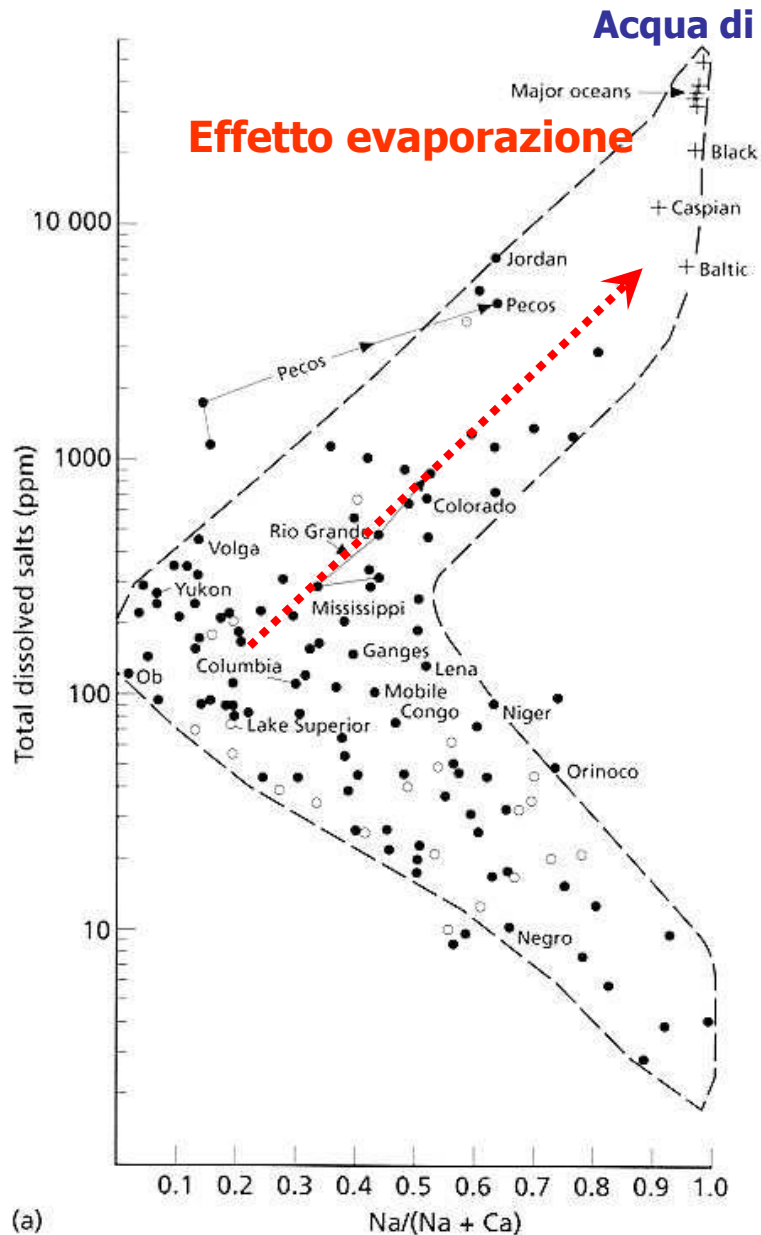 Acqua di
Major oceans
Effetto evaporazione
Black
10 000
Caspian
Jordan
Baltic
Pecos
Pecos
Total dissolved salts (ppm)
1000
Colorado
Rio Grande
Volga
Yukon
Mississippi
Ganges
Columbia
Lena
Ob
100
Mobile
Niger
Congo
Lake Superior
Orinoco
10
Negro
0.1 0.2 0.3 0.4 0.5 0.6 0.7 0.8 0.9 1.0
(a)
Na/(Na + Ca)